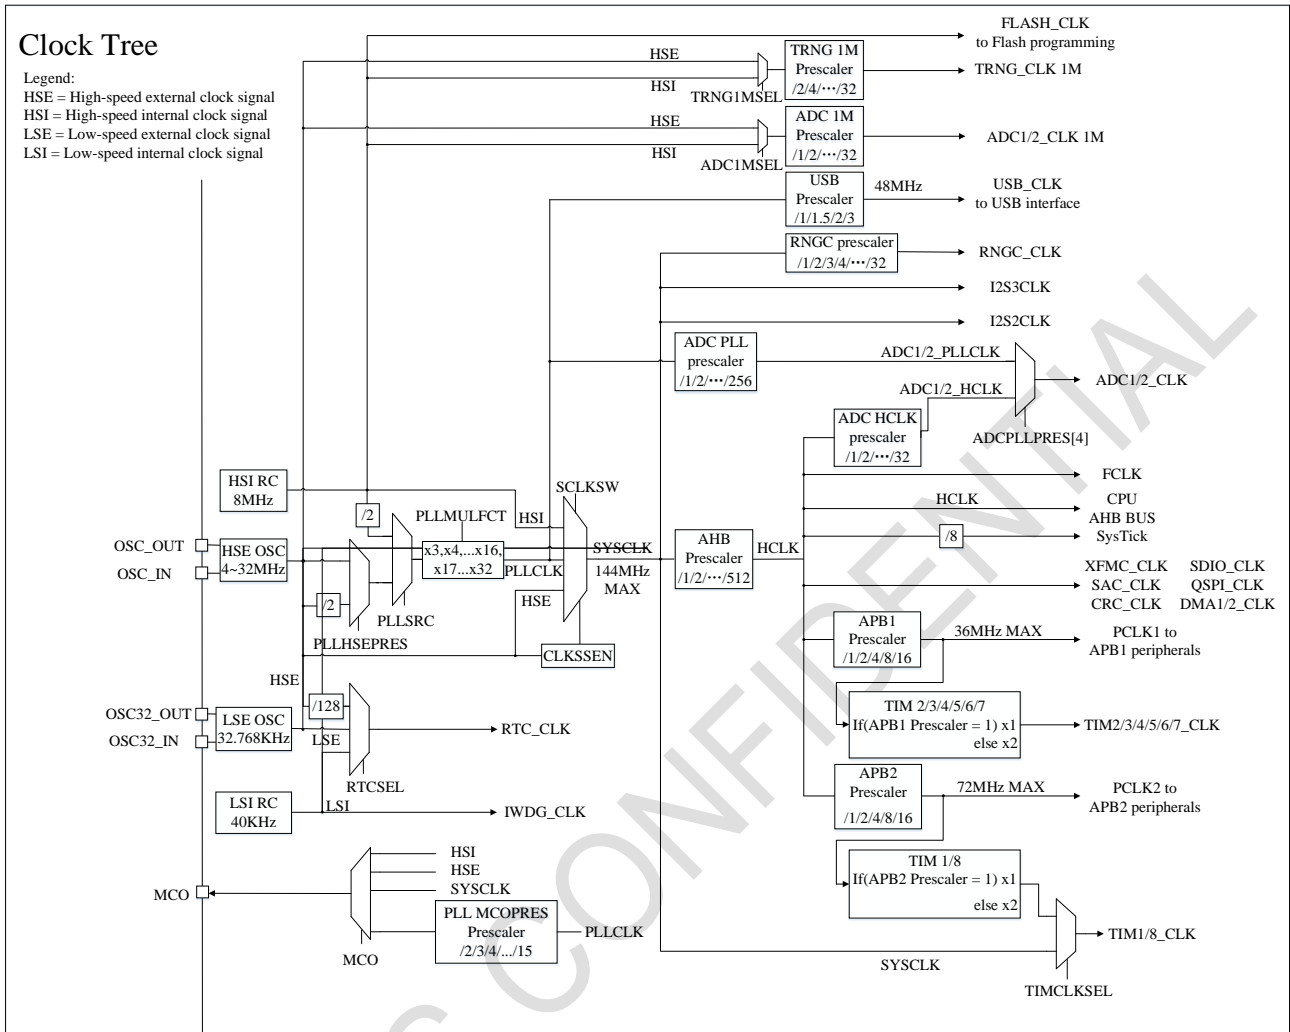 Clock Tree
Legend:
HSE = High-speed external clock signal
HSI = High-speed internal clock signal
LSE = Low-speed external clock signal
LSI = Low-speed internal clock signal
FLASH_CLK
to Flash programming
HSE
HSI
TRNG1MSEL
TRNG 1M
Prescaler
/2/4/···/32
TRNG_CLK 1M
HSE
HSI
ADC1MSEL
ADC 1M
Prescaler
/1/2/···/32
ADC1/2_CLK 1M
USB
Prescaler
/1/1.5/2/3
48MHz
USB_CLK
to USB interface
RNGC prescaler
/1/2/3/4/···/32
RNGC_CLK
I2S3CLK
I2S2CLK
ADC PLL
prescaler
/1/2/···/256
ADC1/2_PLLCLK
ADC1/2_HCLK
ADC1/2_CLK
ADCPLLPRES[4]
ADC HCLK
prescaler
/1/2/···/32
FCLK
HCLK
CPU
AHB BUS
/8
SysTick
HSI RC
8MHz
/2
PLLMULFCT
SCLKSW
HSI
OSC_OUT
OSC_IN
HSE OSC
4~32MHz
x3,x4,...x16,
x17...x32
PLLCLK
HSE
SYSCLK
144MHz
MAX
AHB
Prescaler
/1/2/···/512
HCLK
/2
PLLSRC
PLLHSEPRES
CLKSSEN
XFMC_CLK SDIO_CLK
SAC_CLK QSPI_CLK
CRC_CLK DMA1/2_CLK
APB1
Prescaler
/1/2/4/8/16
36MHz MAX
PCLK1 to
APB1 peripherals
HSE
/128
OSC32_OUT
OSC32_IN
LSE OSC
32.768KHz
LSE
RTC_CLK
RTCSEL
TIM 2/3/4/5/6/7
If(APB1 Prescaler = 1) x1
else x2
TIM2/3/4/5/6/7_CLK
LSI RC
40KHz
LSI
IWDG_CLK
APB2
Prescaler
/1/2/4/8/16
72MHz MAX
PCLK2 to
APB2 peripherals
MCO
HSI
HSE
SYSCLK
PLL MCOPRES
Prescaler
/2/3/4/.../15
PLLCLK
MCO
TIM 1/8
If(APB2 Prescaler = 1) x1
else x2
TIM1/8_CLK
SYSCLK
TIMCLKSEL
CONFIDENTIAL